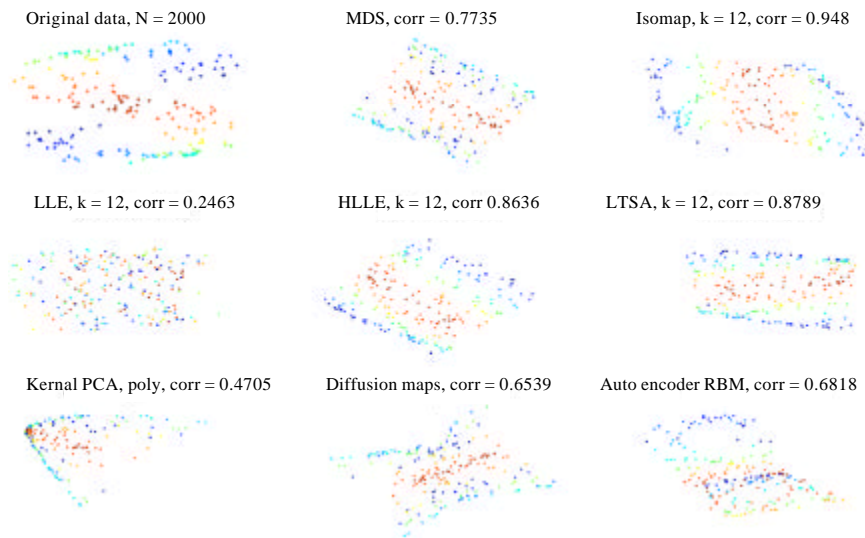 Original data, N = 2000
MDS, corr = 0.7735
Isomap, k = 12, corr = 0.948
LLE, k = 12, corr = 0.2463
HLLE, k = 12, corr 0.8636
LTSA, k = 12, corr = 0.8789
Kernal PCA, poly, corr = 0.4705
Diffusion maps, corr = 0.6539
Auto encoder RBM, corr = 0.6818